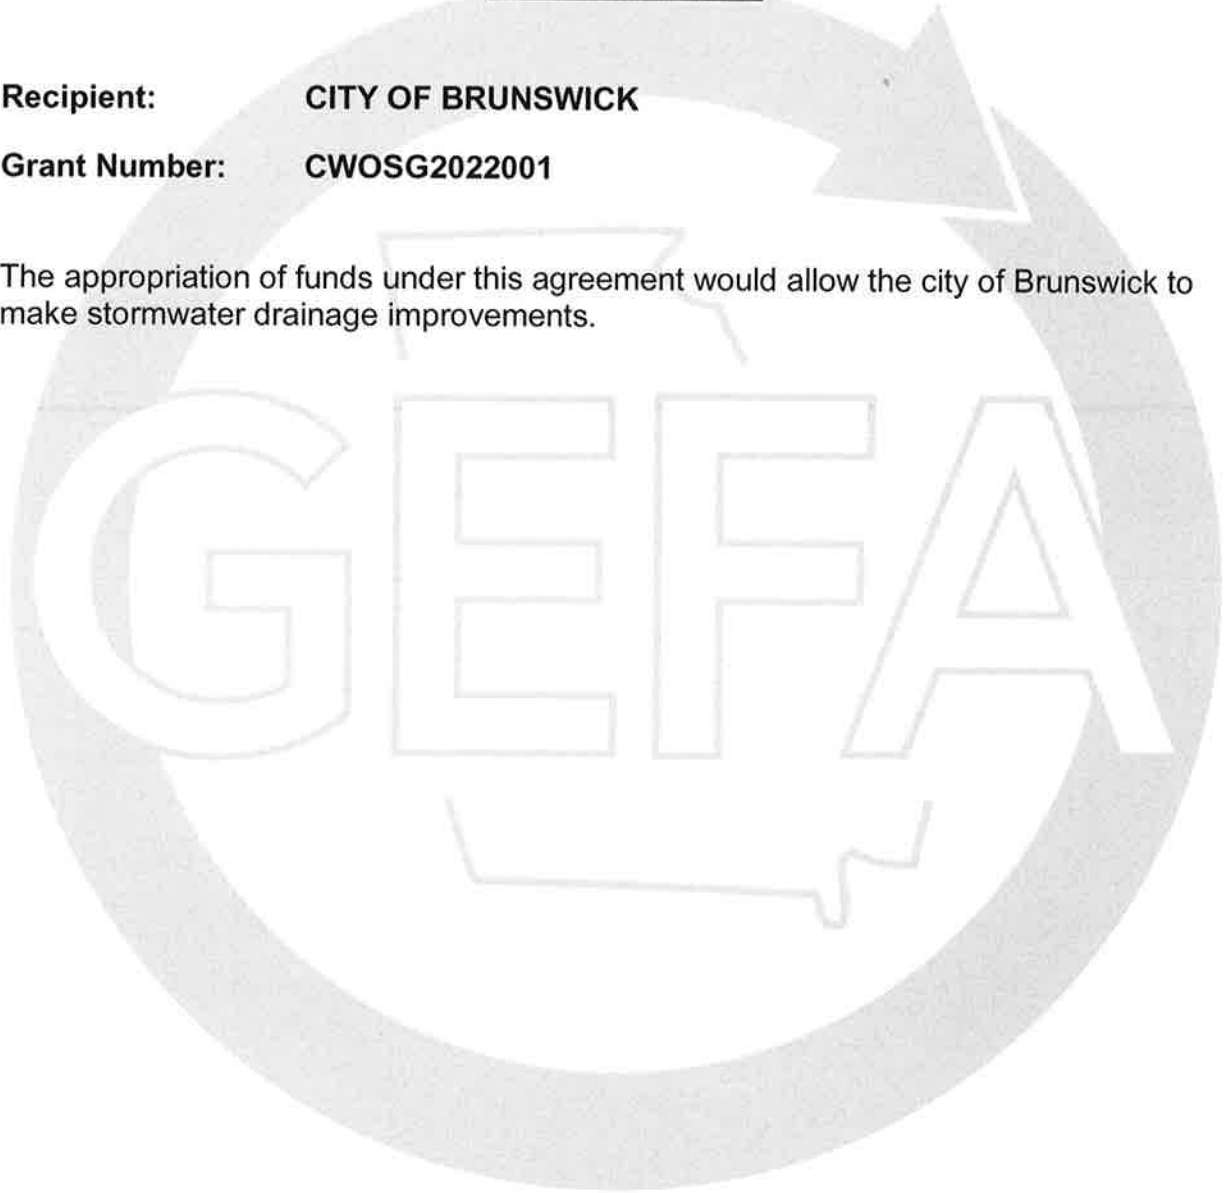 Recipient: CITY OF BRUNSWICK
Grant Number: CWOSG2022001
The appropriation of funds under this agreement would allow the city of Brunswick to
make stormwater drainage improvements.
GEFA